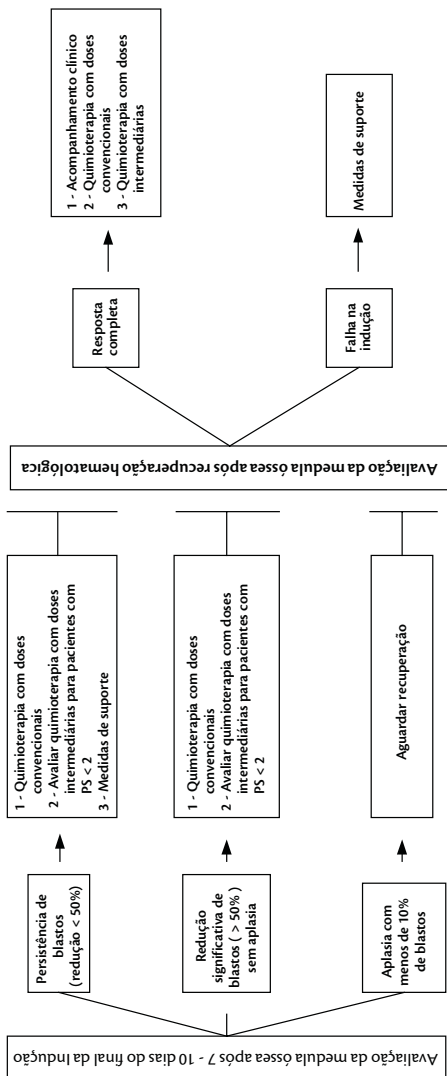 Avaliação da medula óssea após 7 - 10 dias do final da Indução
Persistência de
blastos
(redução < 50%)
1 - Quimioterapia com doses
convencionais
2 - Avaliar quimioterapia com doses
intermediárias para pacientes com
PS < 2
3 - Medidas de suporte
Redução
significativa de
blastos ( > 50% )
sem aplasia
1 - Quimioterapia com doses
convencionais
2 - Avaliar quimioterapia com doses
intermediárias para pacientes com
PS < 2
Aplasia com
menos de 10%
de blastos
Aguardar recuperação
Avaliação da medula óssea após recuperação hematológica
Resposta
completa
1 - Acompanhamento clínico
2 - Quimioterapia com doses
convencionais
3 - Quimioterapia com doses
intermediárias
Falha na
indução
Medidas de suporte